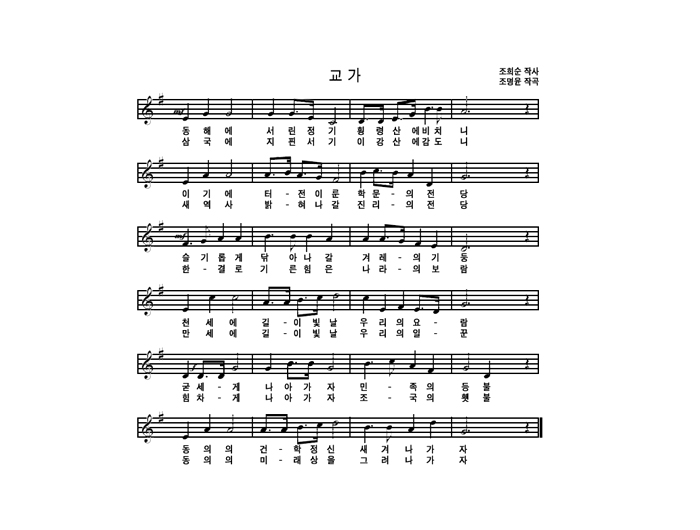 교 가
조희순 작사
조명윤 작곡
mf
동 해 에 서 린 정 기 횡 령 산 에 비 치 니
삼 국 에 지 핀 서 기 이 강 산 에 감 도 니
이 기 에 터 - 전 이 룬 학 문 - 의 전 당
새 역 사 밝 - 혀 나 갈 진 리 - 의 전 당
mf
슬 기 롭 게 닦 아 나 갈 겨 레 - 의 기 둥
한 - 결 로 기 른 힘 은 나 라 - 의 보 람
천 세 에 길 - 이 빛 날 우 리 의 요 - 람
만 세 에 길 - 이 빛 날 우 리 의 일 - 꾼
f
굳 세 - 게 나 아 가 자 민 - 족 의 등 불
힘 차 - 게 나 아 가 자 조 - 국 의 횃 불
동 의 의 건 - 학 정 신 새 겨 나 가 자
동 의 의 미 - 래 상 을 그 려 나 가 자